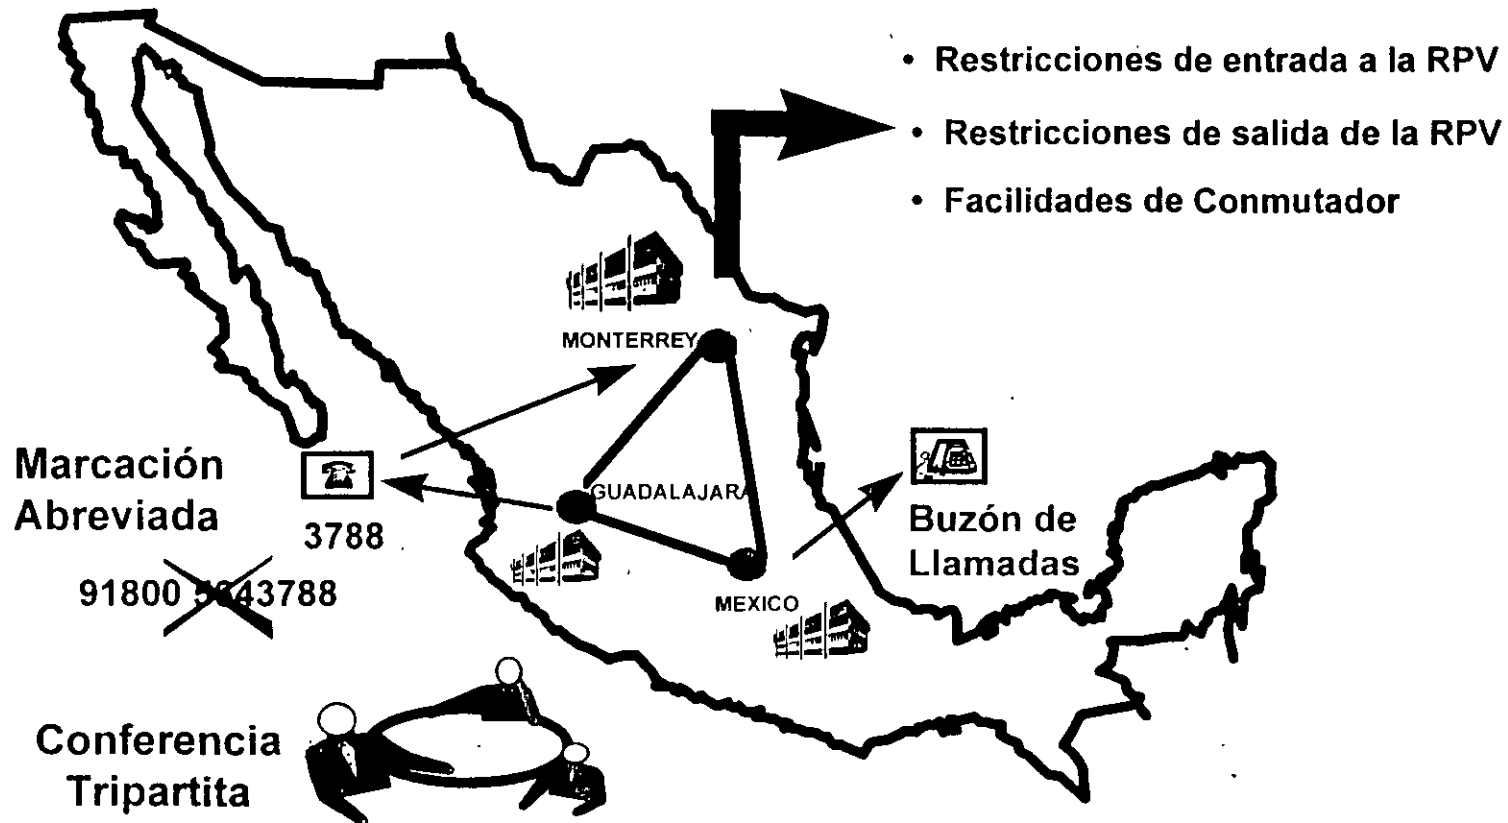 • Restricciones de entrada a la RPV
• Restricciones de salida de la RPV
• Facilidades de Conmutador
MONTERREY
Marcación
Abreviada
3788
91800 5643788
GUADALAJARA
MEXICO
Buzón de
Llamadas
Conferencia
Tripartita